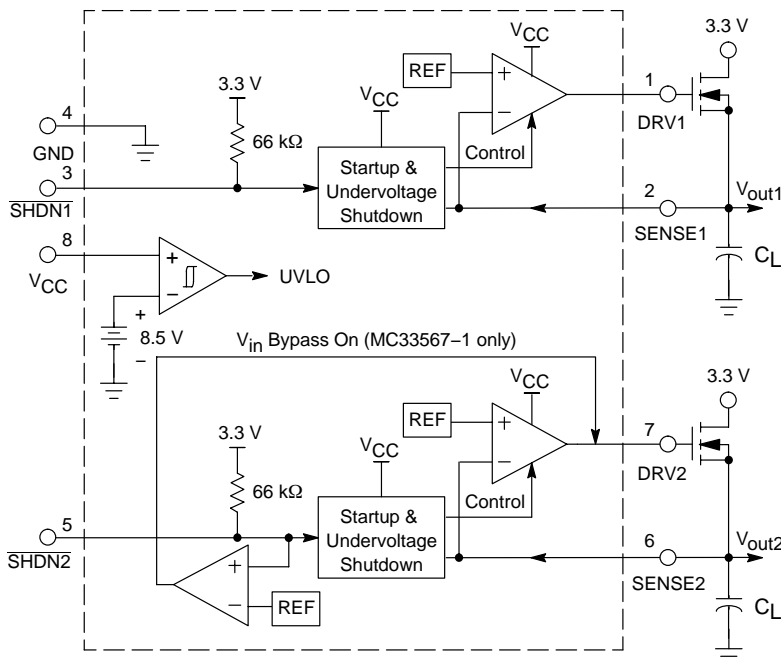 VCC
3.3 V
REF
+
−
1
DRV1
3.3 V
VCC
4
GND
66 kΩ
Control
3
SHDN1
Startup &
Undervoltage
Shutdown
2
SENSE1
Vout1
CL
8
VCC
+
−
UVLO
+
8.5 V
−
Vin Bypass On (MC33567−1 only)
VCC
3.3 V
REF
+
−
7
DRV2
3.3 V
VCC
66 kΩ
Control
5
SHDN2
Startup &
Undervoltage
Shutdown
6
SENSE2
Vout2
+
−
REF
CL